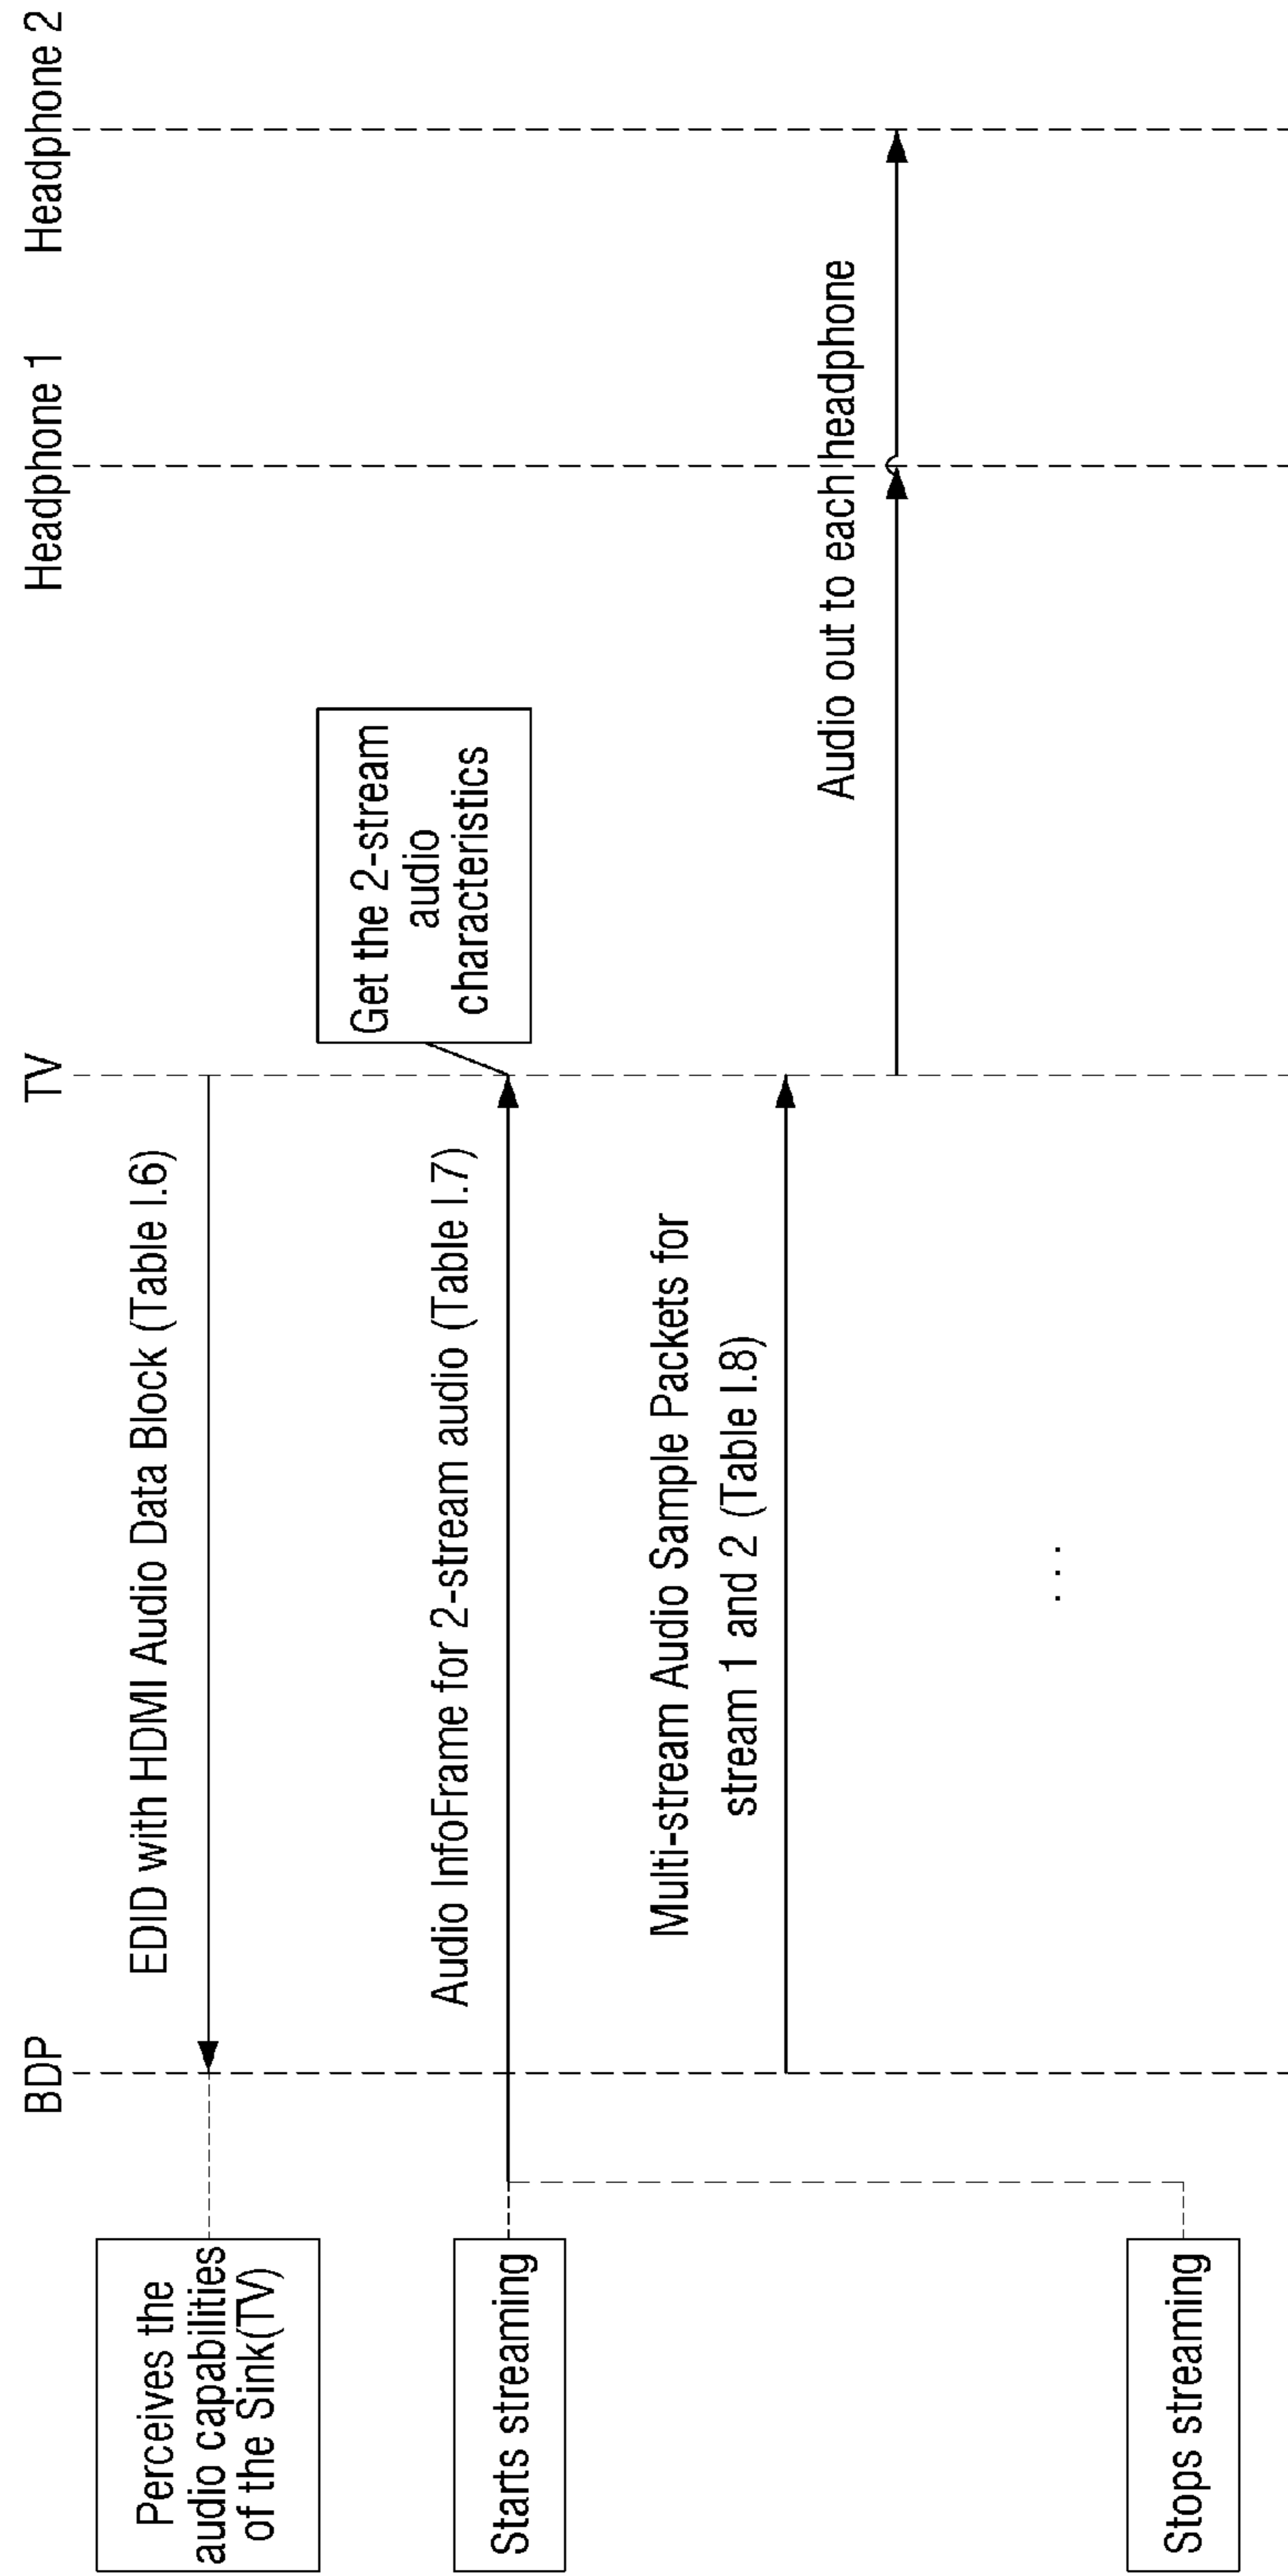 BDP
TV
Headphone 1
Headphone 2
Perceives the
audio capabilities
of the Sink(TV)
EDID with HDMI Audio Data Block (Table I.6)
Starts streaming
Audio InfoFrame for 2-stream audio (Table I.7)
Get the 2-stream
audio
characteristics
Multi-stream Audio Sample Packets for
stream 1 and 2 (Table I.8)
Audio out to each headphone
...
Stops streaming